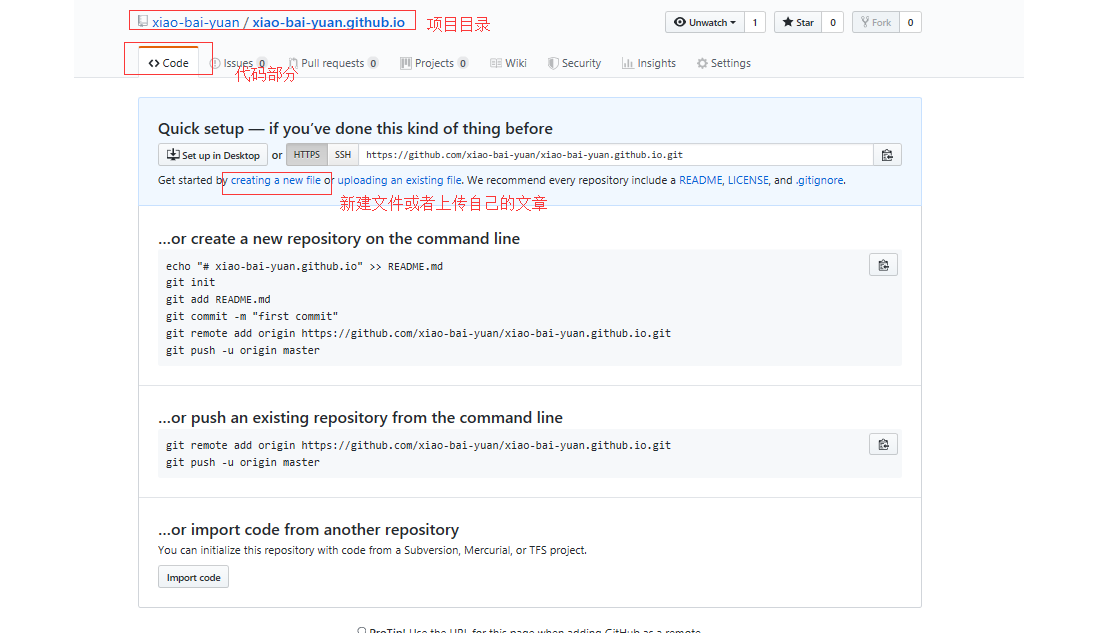 xiao-bai-yuan / xiao-bai-yuan.github.io 项目目录
Unwatch 1 Star 0 Fork 0
Code Issues 0 Pull requests 0 Projects 0 Wiki Security Insights Settings
代码部分
Quick setup — if you’ve done this kind of thing before
Set up in Desktop or HTTPS SSH https://github.com/xiao-bai-yuan/xiao-bai-yuan.github.io.git
Get started by creating a new file or uploading an existing file. We recommend every repository include a README, LICENSE, and .gitignore.
新建文件或者上传自己的文章
…or create a new repository on the command line
echo "# xiao-bai-yuan.github.io" >> README.md
git init
git add README.md
git commit -m "first commit"
git remote add origin https://github.com/xiao-bai-yuan/xiao-bai-yuan.github.io.git
git push -u origin master
…or push an existing repository from the command line
git remote add origin https://github.com/xiao-bai-yuan/xiao-bai-yuan.github.io.git
git push -u origin master
…or import code from another repository
You can initialize this repository with code from a Subversion, Mercurial, or TFS project.
Import code
ProTip! Use the URL for this page when adding GitHub as a remote.